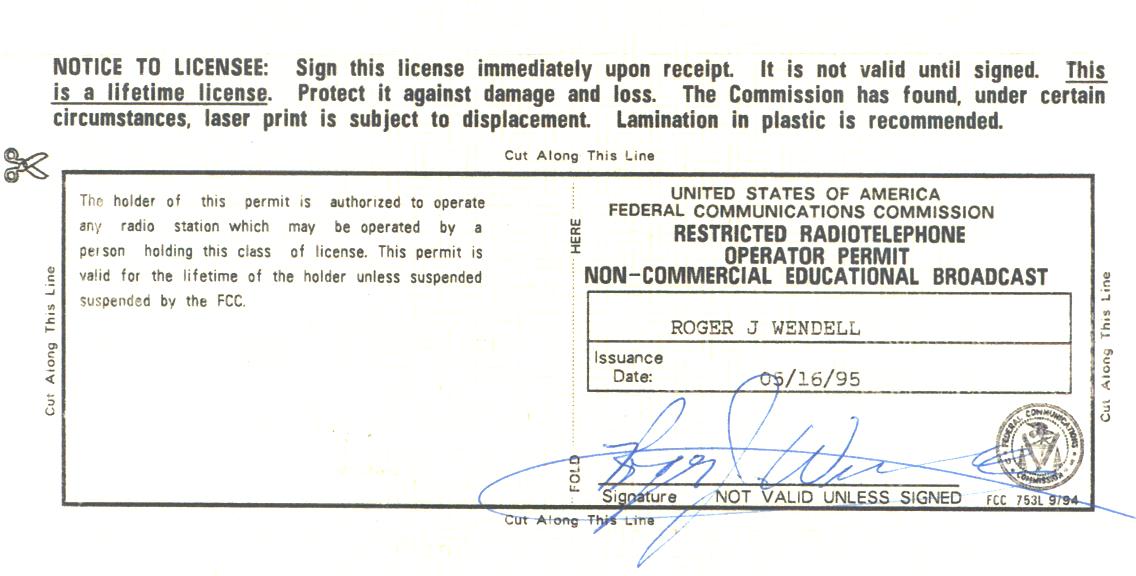 NOTICE TO LICENSEE: Sign this license immediately upon receipt. It is not valid until signed. This
is a lifetime license. Protect it against damage and loss. The Commission has found, under certain
circumstances, laser print is subject to displacement. Lamination in plastic is recommended.
Cut Along This Line
The holder of this permit is authorized to operate
any radio station which may be operated by a
person holding this class of license. This permit is
valid for the lifetime of the holder unless suspended
suspended by the FCC.
Cut Along This Line
FOLD HERE
UNITED STATES OF AMERICA
FEDERAL COMMUNICATIONS COMMISSION
RESTRICTED RADIOTELEPHONE
OPERATOR PERMIT
NON-COMMERCIAL EDUCATIONAL BROADCAST
ROGER J WENDELL
Issuance
Date: 05/16/95
Roger J. Wendell
Signature NOT VALID UNLESS SIGNED FCC 753L 9/94
FEDERAL COMMUNICATIONS
COMMISSION
Cut Along This Line
Cut Along This Line